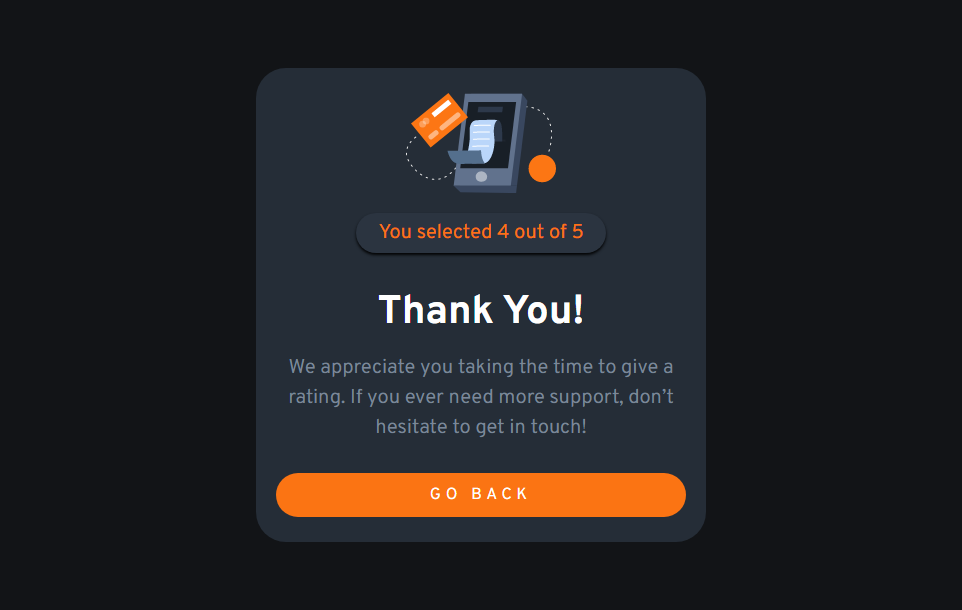 You selected 4 out of 5
Thank You!
We appreciate you taking the time to give a
rating. If you ever need more support, don’t
hesitate to get in touch!
GO BACK